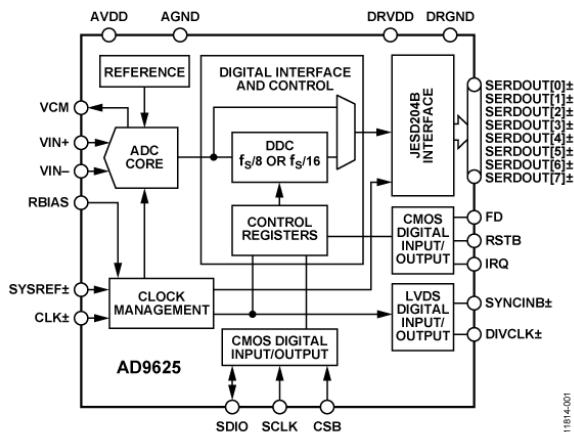 AVDD
AGND
DRVDD
DRGND
REFERENCE
DIGITAL INTERFACE
AND CONTROL
VCM
VIN+
VIN–
RBIAS
ADC
CORE
DDC
fS/8 OR fS/16
CONTROL
REGISTERS
JESD204B
INTERFACE
SERDOUT[0]±
SERDOUT[1]±
SERDOUT[2]±
SERDOUT[3]±
SERDOUT[4]±
SERDOUT[5]±
SERDOUT[6]±
SERDOUT[7]±
CMOS
DIGITAL
INPUT/
OUTPUT
FD
RSTB
IRQ
SYSREF±
CLK±
CLOCK
MANAGEMENT
LVDS
DIGITAL
INPUT/
OUTPUT
SYNCINB±
DIVCLK±
CMOS DIGITAL
INPUT/OUTPUT
AD9625
SDIO
SCLK
CSB
11814-001